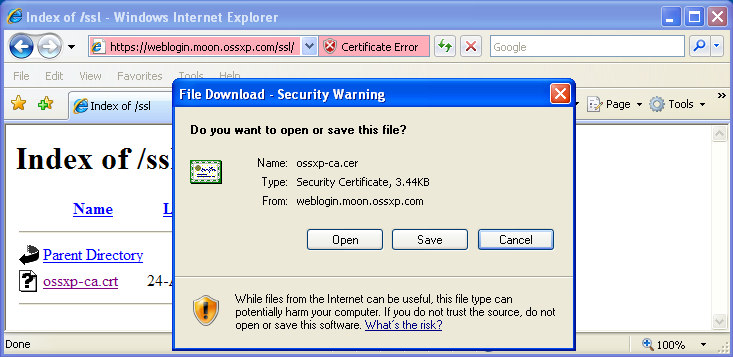 Index of /ssl - Windows Internet Explorer
https://weblogin.moon.ossxp.com/ssl/ Certificate Error Google
File Edit View Favorites Tools Help
Index of /ssl Page Tools »
File Download - Security Warning
Do you want to open or save this file?
Name: ossxp-ca.cer
Type: Security Certificate, 3.44KB
From: weblogin.moon.ossxp.com
Open Save Cancel
While files from the Internet can be useful, this file type can
potentially harm your computer. If you do not trust the source, do not
open or save this software. What's the risk?
Index of /ss
Name L
Parent Directory
ossxp-ca.crt 24-A
Done 100%